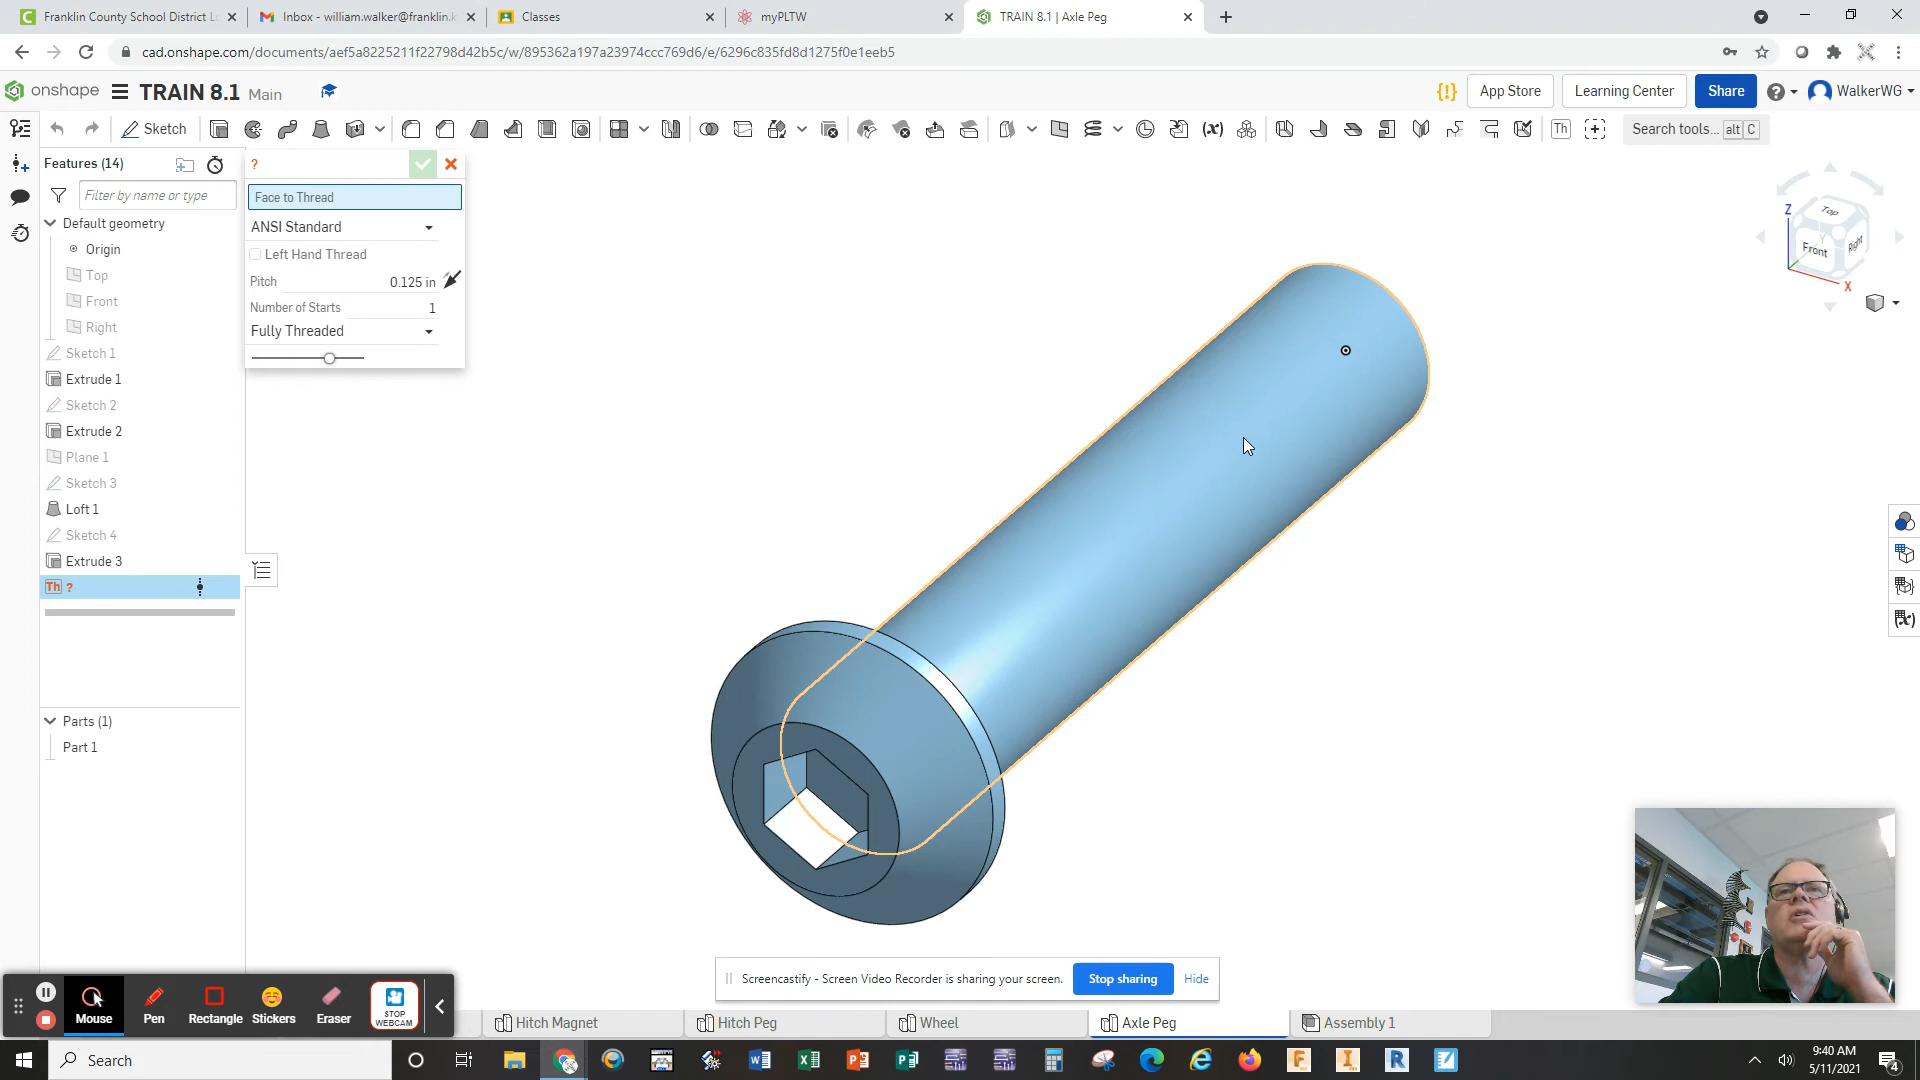 Franklin County School District Lo
Inbox - william.walker@franklin.k
Classes
myPLTW
TRAIN 8.1 | Axle Peg
cad.onshape.com/documents/aef5a8225211f22798d42b5c/w/895362a197a23974ccc769d6/e/6296c835fd8d1275f0e1eeb5
onshape
TRAIN 8.1 Main
App Store
Learning Center
Share
WalkerWG
Sketch
Th
Search tools... alt C
Features (14)
Filter by name or type
Default geometry
Origin
Top
Front
Right
Sketch 1
Extrude 1
Sketch 2
Extrude 2
Plane 1
Sketch 3
Loft 1
Sketch 4
Extrude 3
Th ?
Parts (1)
Part 1
?
Face to Thread
ANSI Standard
Left Hand Thread
Pitch 0.125 in
Number of Starts 1
Fully Threaded
Z
Top
Y
Front
Right
X
Screencastify - Screen Video Recorder is sharing your screen.
Stop sharing
Hide
Mouse
Pen
Rectangle
Stickers
Eraser
STOP
WEBCAM
Hitch Magnet
Hitch Peg
Wheel
Axle Peg
Assembly 1
Search
9:40 AM
5/11/2021
4